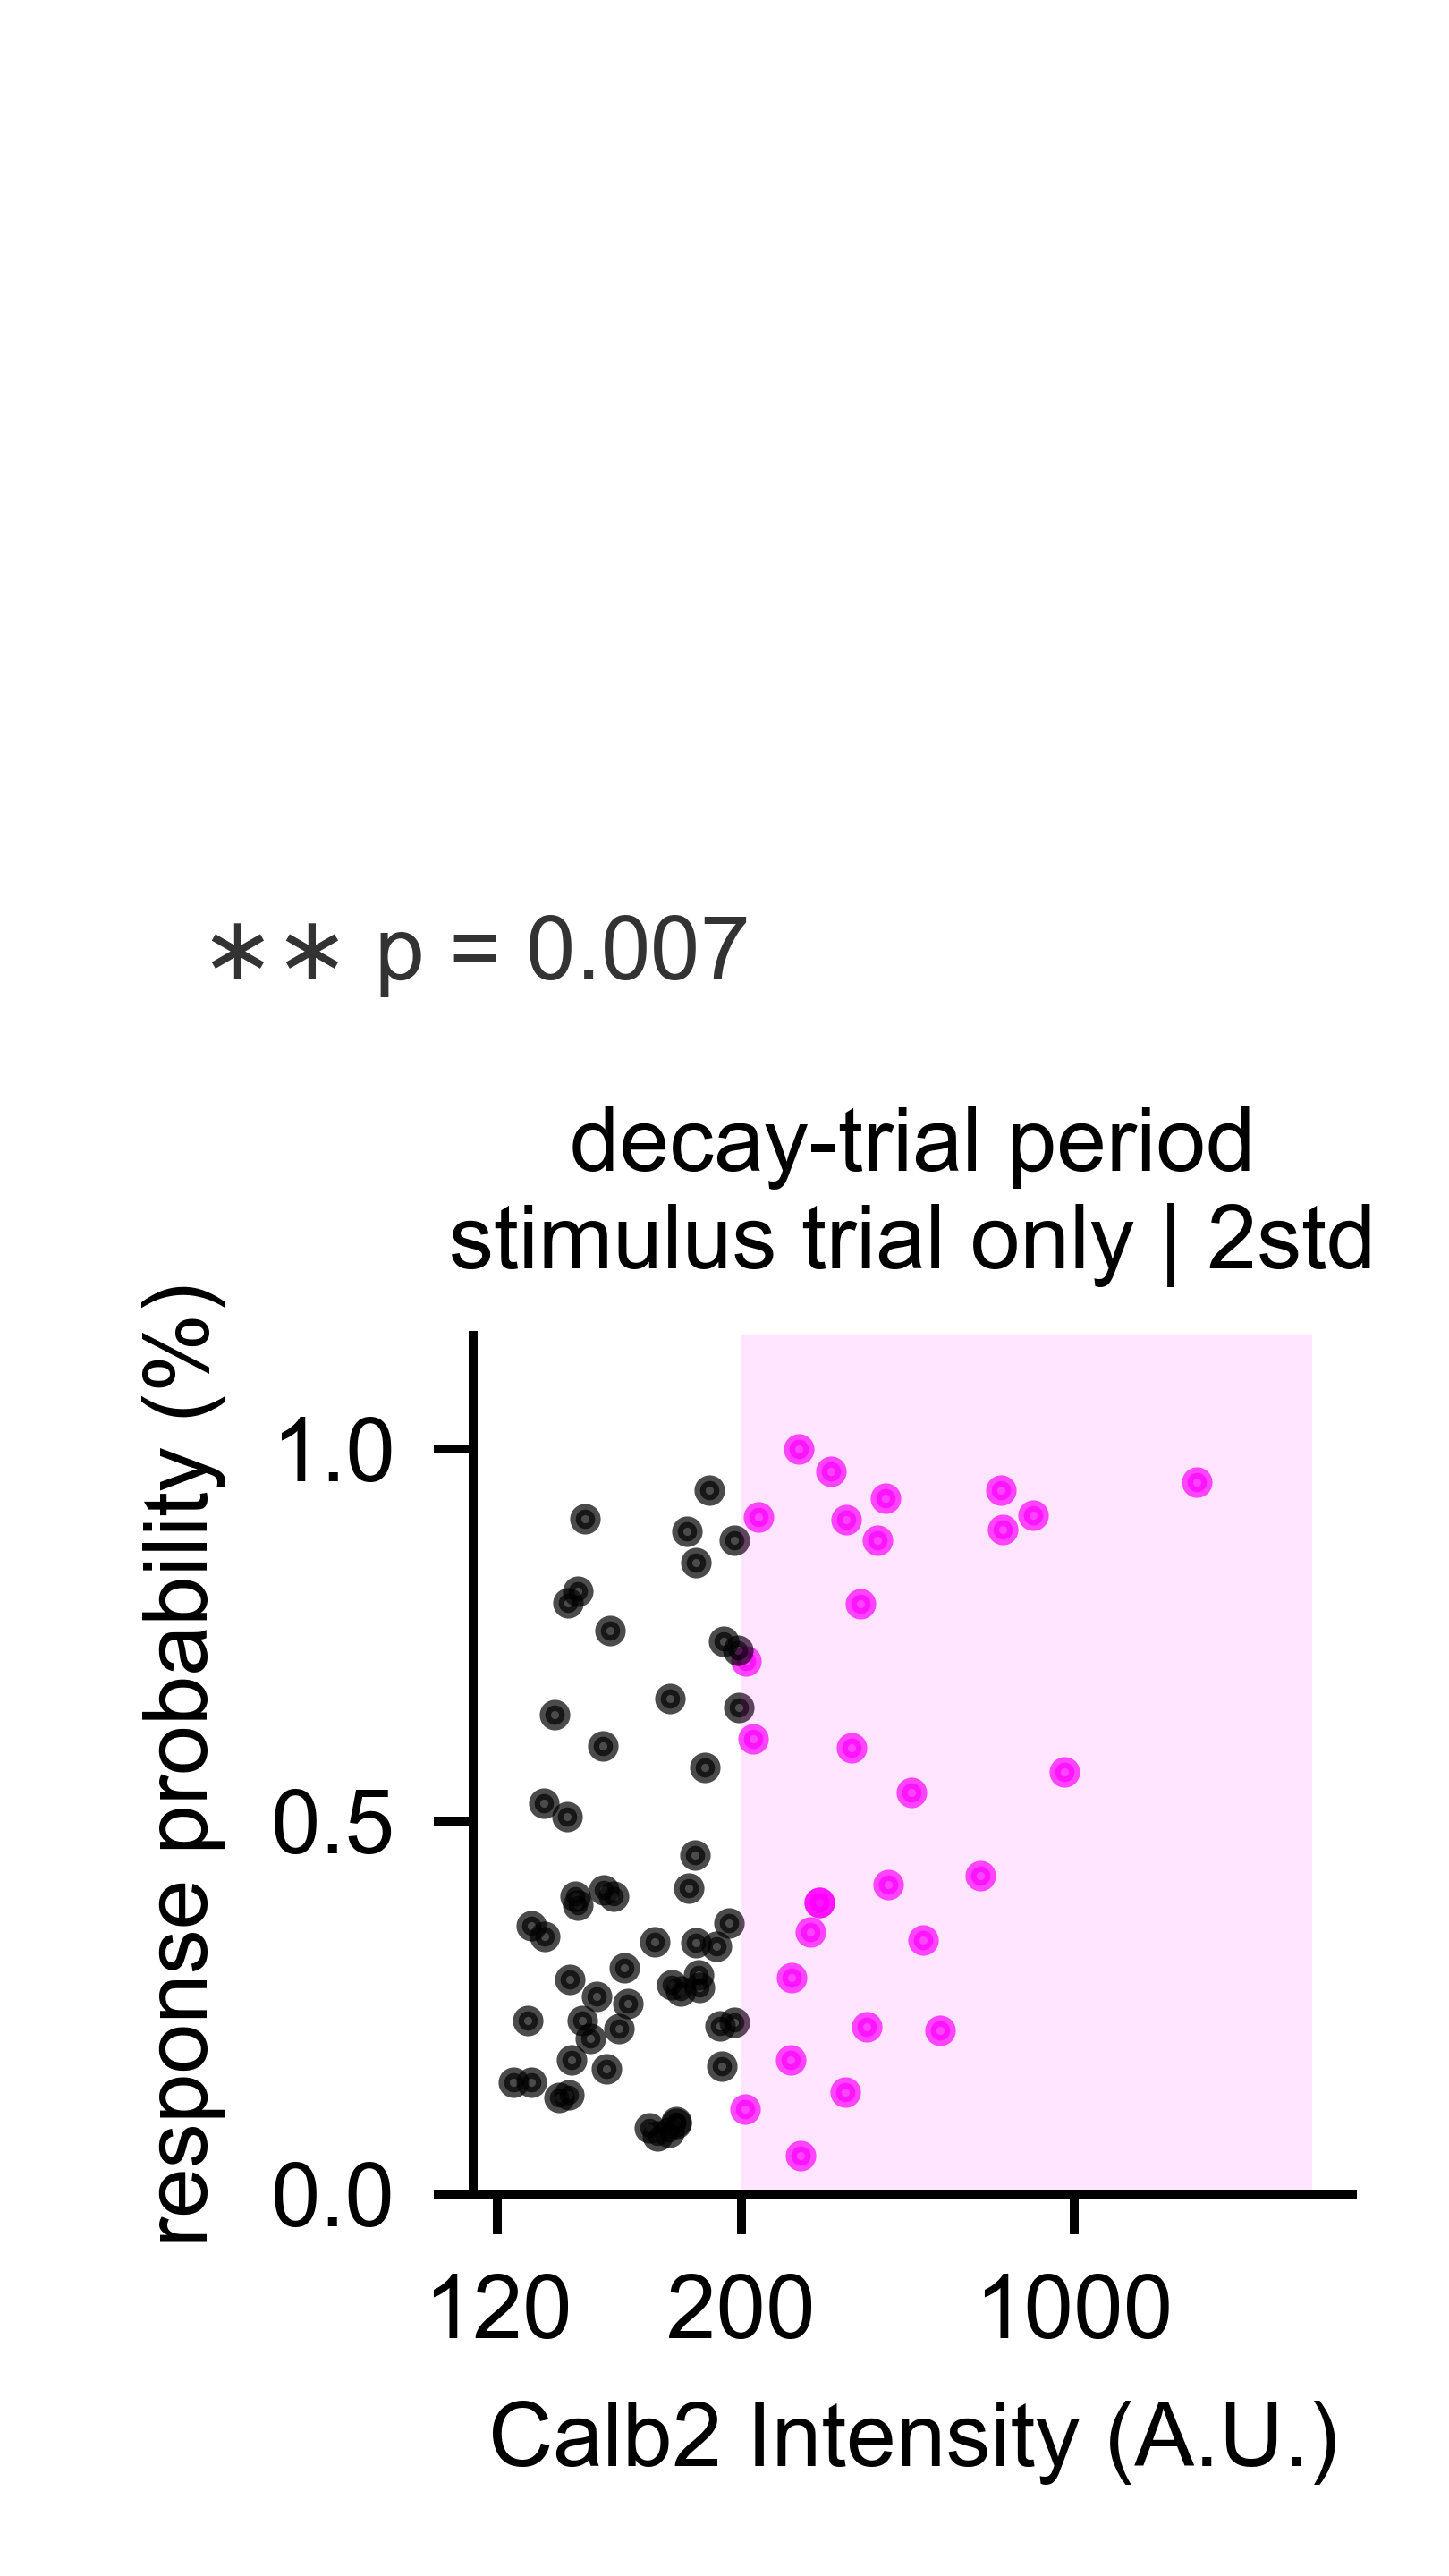 ∗∗ p = 0.007
decay-trial period
stimulus trial only | 2std
response probability (%)
1.0
0.5
0.0
120 200 1000
Calb2 Intensity (A.U.)